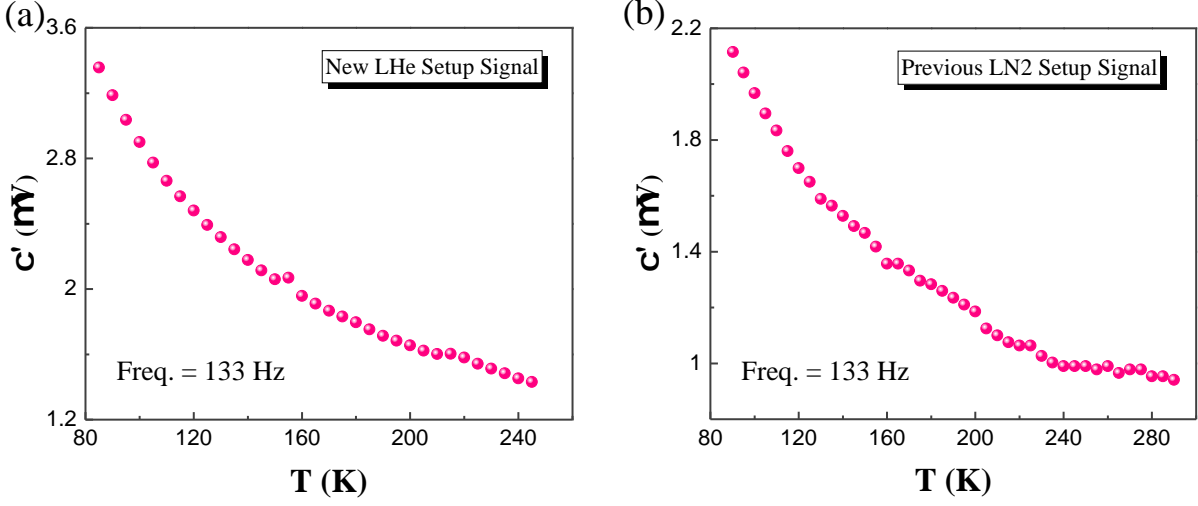 (a)
3.6
2.8
2
1.2
c' (mV)
New LHe Setup Signal
Freq. = 133 Hz
80
120
160
200
240
T (K)
(b)
2.2
1.8
1.4
1
c' (mV)
Previous LN2 Setup Signal
Freq. = 133 Hz
80
120
160
200
240
280
T (K)